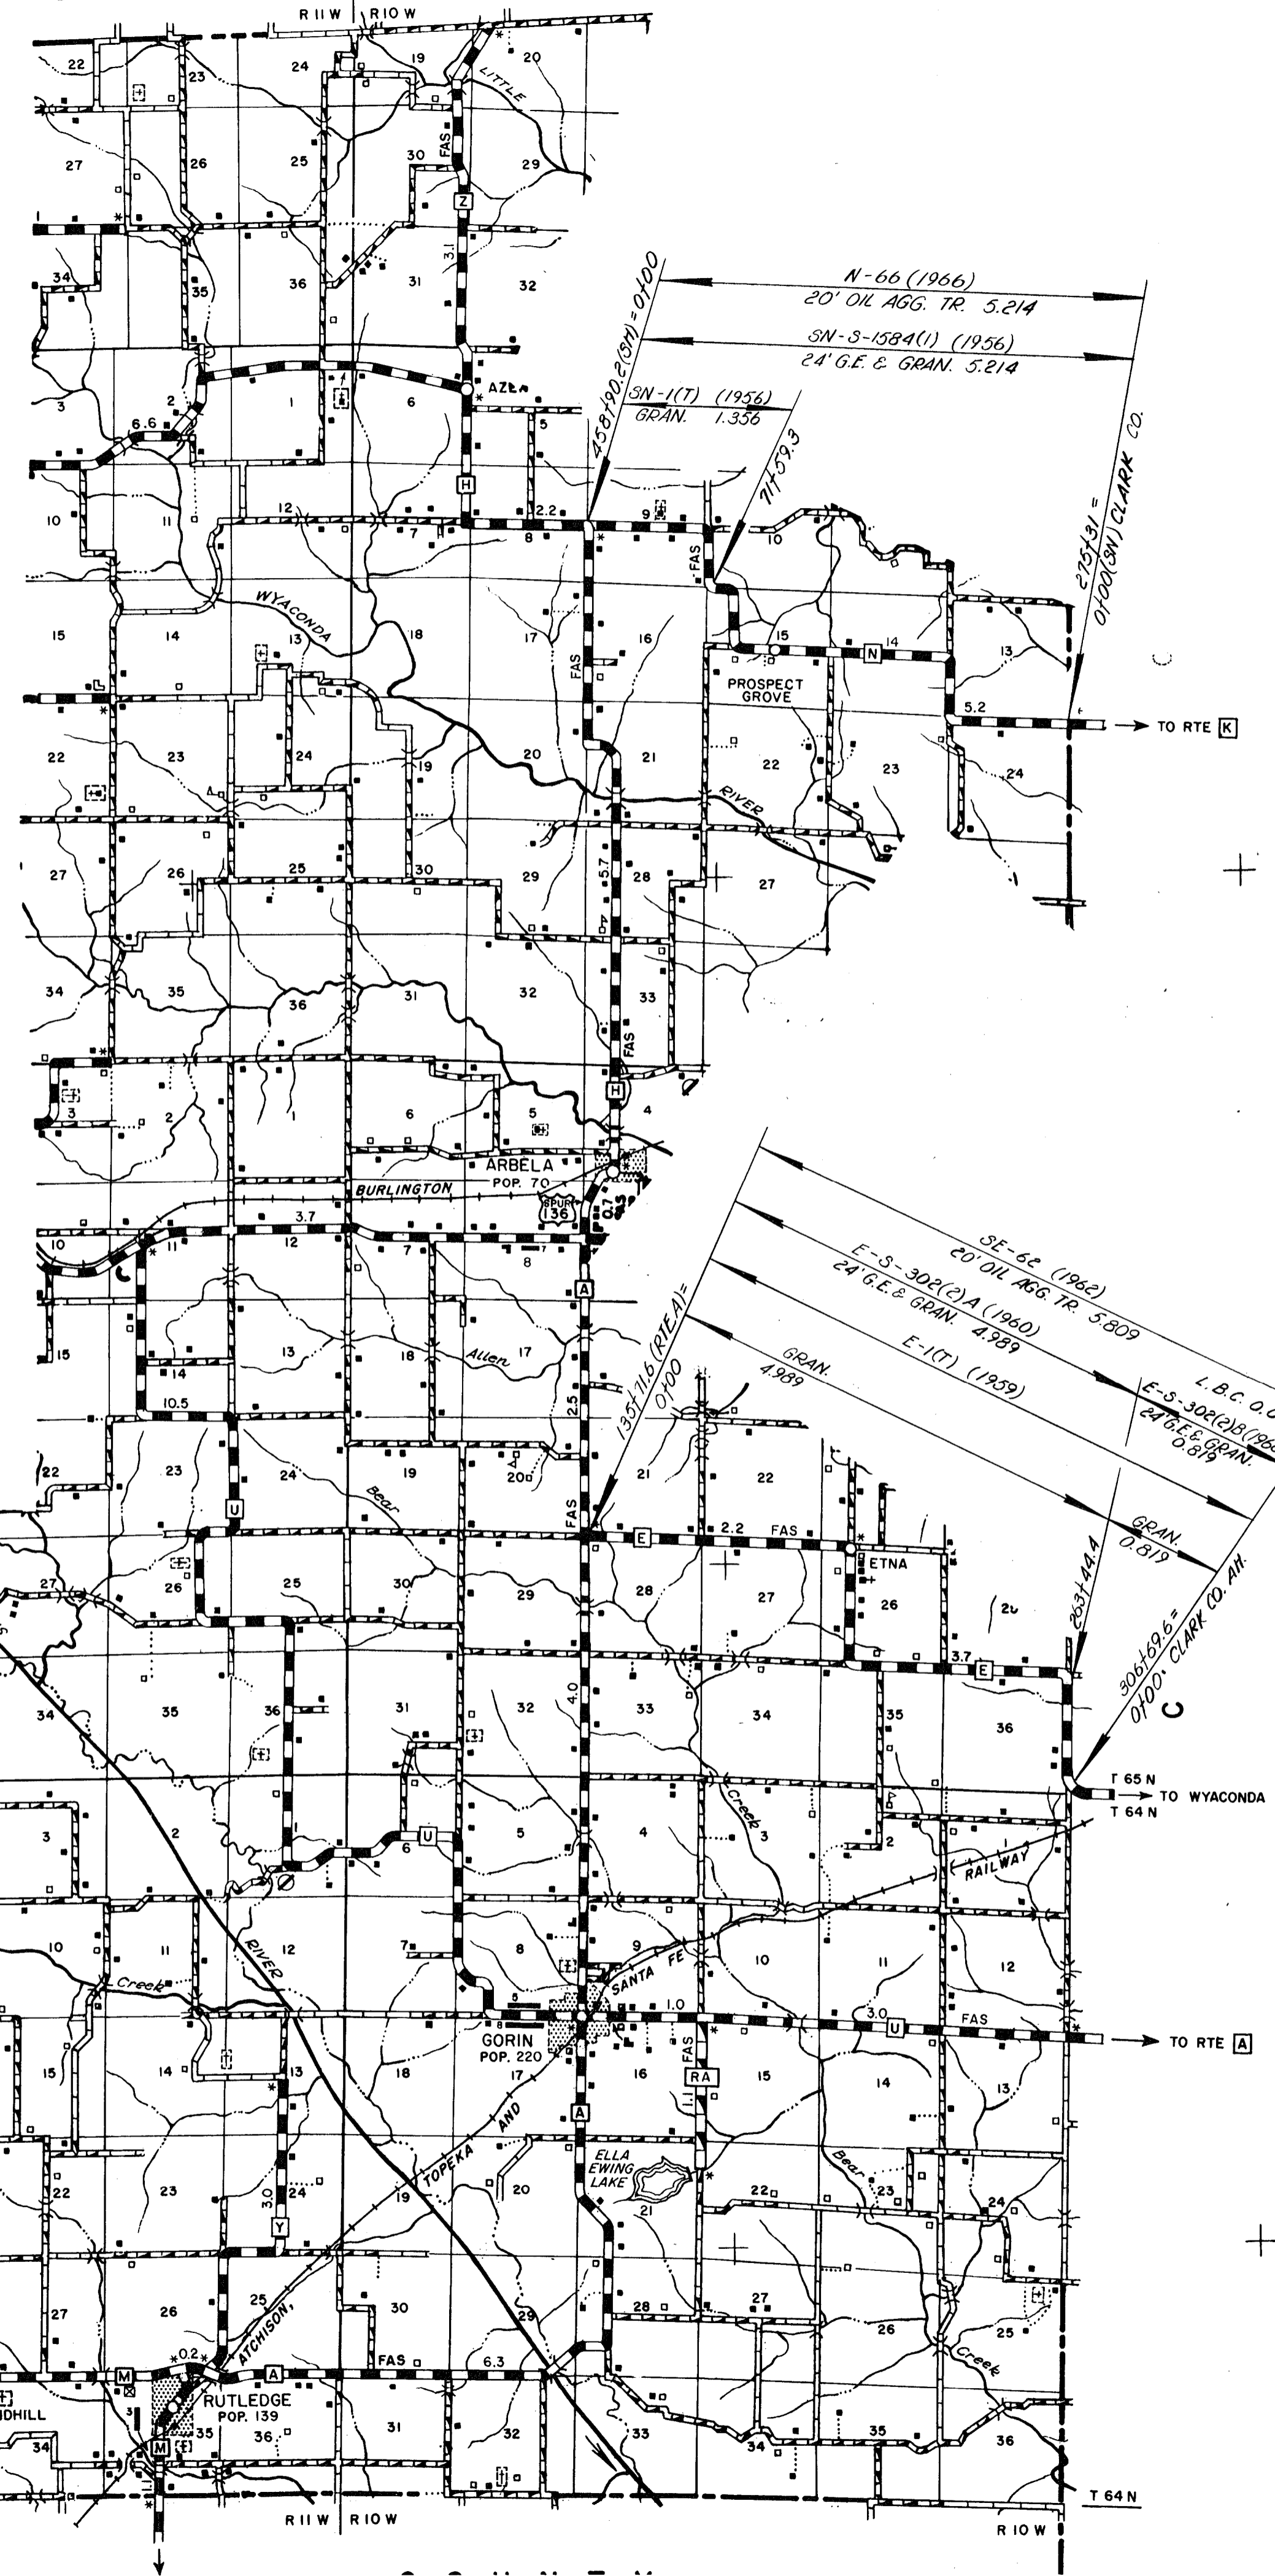 R 11 W R 10 W
22 23 24 19 20
LITTLE
27 26 25 30 FAS 29
Z
3.1
34 35 36 31 32
N-66 (1966)
20' OIL AGG. TR. 5.214
SN-S-1584(1) (1956)
24' G.E. & GRAN. 5.214
SN-1(T) (1956)
GRAN. 1.356
458+90.2(SH) = 0+00
71+59.3
275+31 =
0+00(SN) CLARK CO.
3 2 1 6 AZEN
6.6 5
H
10 11 12 7 2.2 8 9 10
FAS
WYACONDA
15 14 13 18 17 16 15 14 13
FAS N
PROSPECT
GROVE
5.2
TO RTE K
22 23 24 19 20 21 22 23 24
RIVER
27 26 25 30 29 5.7 28 27
34 35 36 31 32 33
FAS
H
3 2 1 6 5 4
ARBELA
POP. 70
BURLINGTON
SPUR
136
0.7
3.7
10 11 12 7 8
A
SE-62 (1962)
20' OIL AGG. TR. 5.809
E-S-302(2)A (1960)
24' G.E. & GRAN. 4.989
E-1(T) (1959)
GRAN.
4.989
L.B.C.
E-S-302(2)B
24' G.E. & GRAN.
0.819
GRAN.
0.819
135+71.6 (RTE A) =
0+00
263+44.4
306+69.6 =
0+00 CLARK CO. AH.
15 14 13 18 Allen 17
10.5 2.5
22 23 24 19 20 21 22
Bear
U FAS E 2.2 FAS
ETNA
27 26 25 30 29 28 27 26
3.7 E
34 35 36 31 32 4.0 33 34 35 36
C
T 65 N
TO WYACONDA
T 64 N
3 2 1 6 U 5 4 Creek 3 2 1
RAILWAY
10 11 12 7 8 9 10 11 12
RIVER
Creek
SANTA FE
1.0 3.0 U FAS
GORIN
POP. 220
TO RTE A
15 14 13 18 17 16 15 14 13
FAS
RA
1.1
A
TOPEKA AND
ELLA
EWING
LAKE
Bear
22 23 24 19 20 21 22 23 24
3.0
Y
27 26 25 30 29 28 27 26 25
ATCHISON,
Creek
M 0.2 A FAS 6.3
RUTLEDGE
POP. 139
34 35 36 31 32 33 34 35 36
M
1.1
T 64 N
R 11 W R 10 W
R 10 W